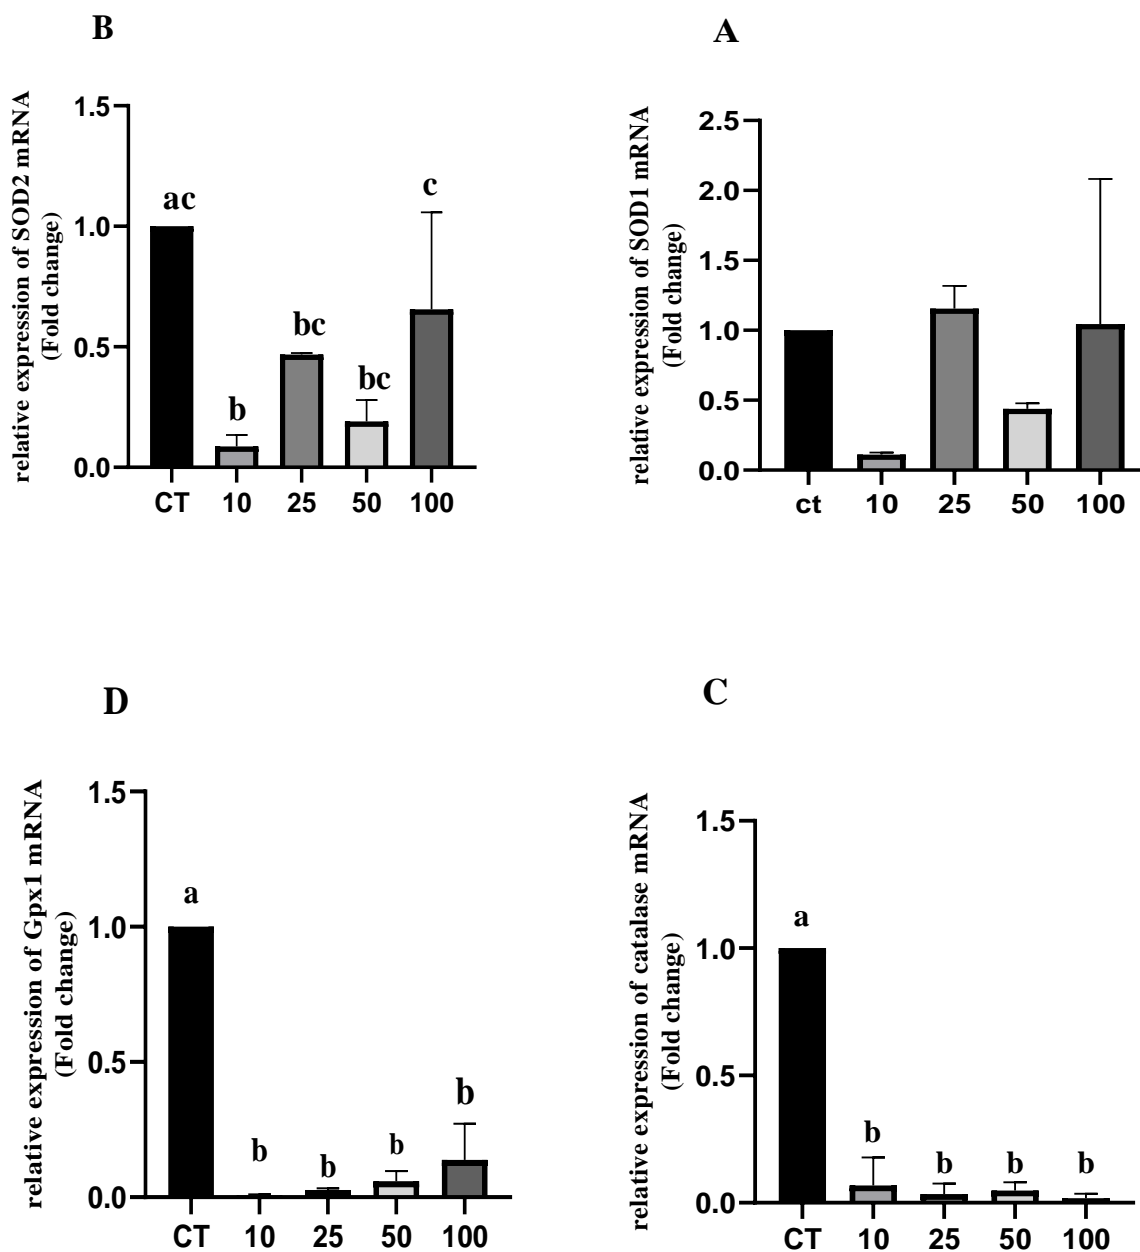 B
relative expression of SOD2 mRNA
(Fold change)
1.5
1.0
0.5
0.0
ac
b
bc
bc
c
CT 10 25 50 100
A
relative expression of SOD1 mRNA
(Fold change)
2.5
2.0
1.5
1.0
0.5
0.0
ct 10 25 50 100
D
relative expression of Gpx1 mRNA
(Fold change)
1.5
1.0
0.5
0.0
a
b
b
b
b
CT 10 25 50 100
C
relative expression of catalase mRNA
(Fold change)
1.5
1.0
0.5
0.0
a
b
b
b
b
CT 10 25 50 100